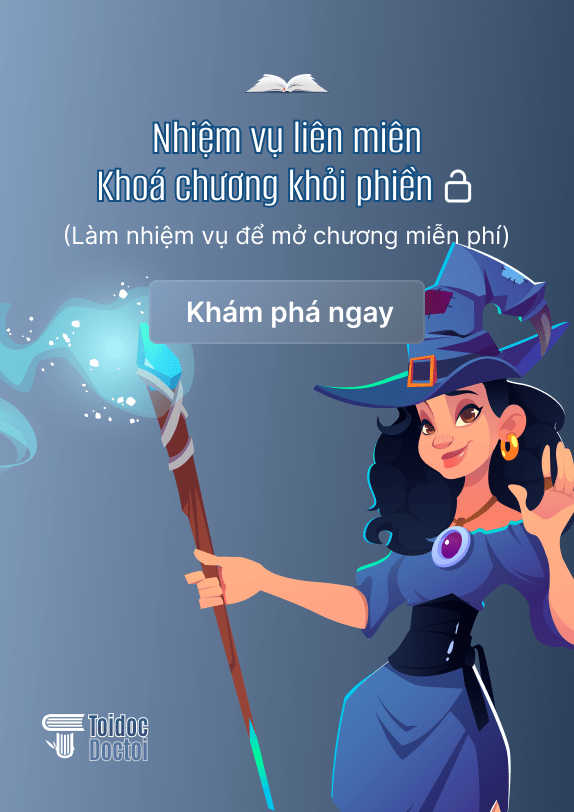 Nhiệm vụ liên miên
Khoá chương khỏi phiền
(Làm nhiệm vụ để mở chương miễn phí)
Khám phá ngay
Toidoc
Doctoi